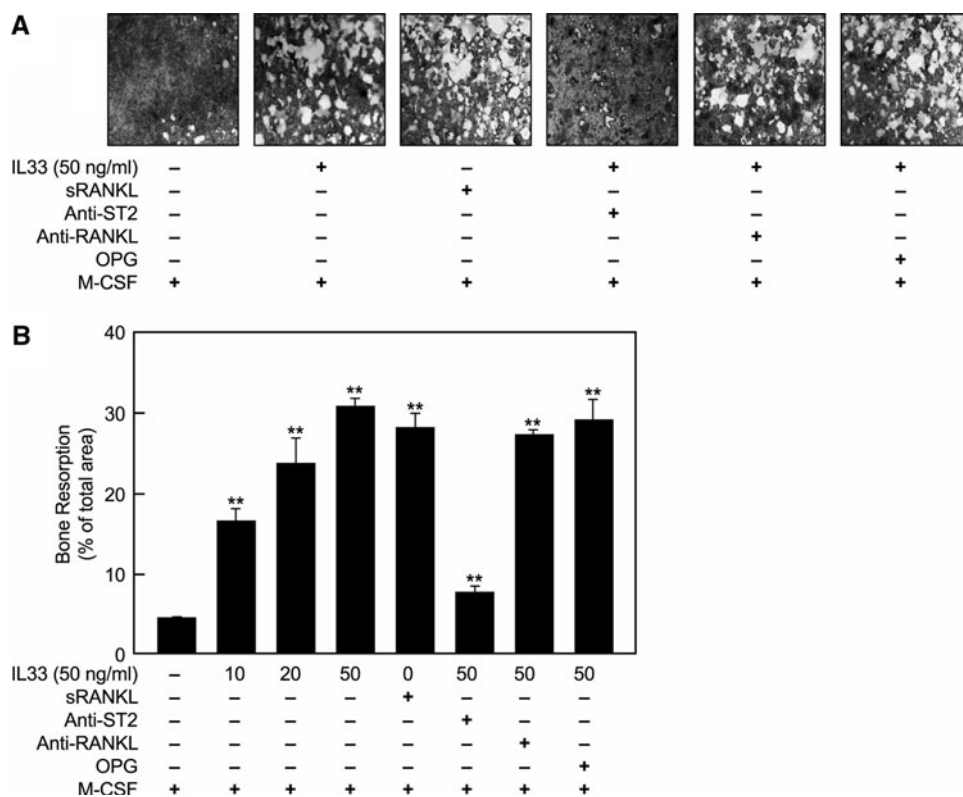 A
IL33 (50 ng/ml) – + – + + +
sRANKL – – + – – –
Anti-ST2 – – – + – –
Anti-RANKL – – – – + –
OPG – – – – – +
M-CSF + + + + + +
B
Bone Resorption
(% of total area)
40
30
20
10
0
** ** ** ** ** ** **
IL33 (50 ng/ml) – 10 20 50 0 50 50 50
sRANKL – – – – + – – –
Anti-ST2 – – – – – + – –
Anti-RANKL – – – – – – + –
OPG – – – – – – – +
M-CSF + + + + + + + +